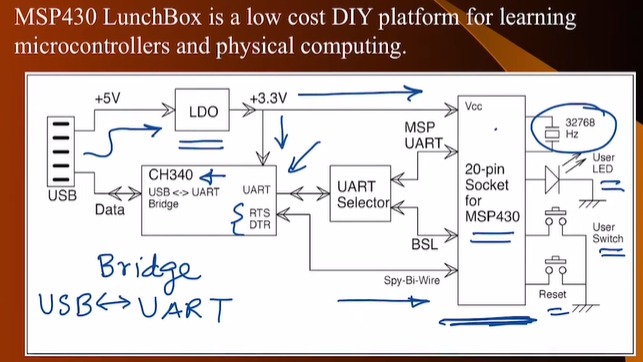 MSP430 LunchBox is a low cost DIY platform for learning
microcontrollers and physical computing.
+5V
LDO
+3.3V
Vcc
32768
Hz
MSP
UART
User
LED
USB
Data
CH340
USB <-> UART
Bridge
UART
RTS
DTR
UART
Selector
20-pin
Socket
for
MSP430
User
Switch
BSL
Spy-Bi-Wire
Reset
Bridge
USB↔UART